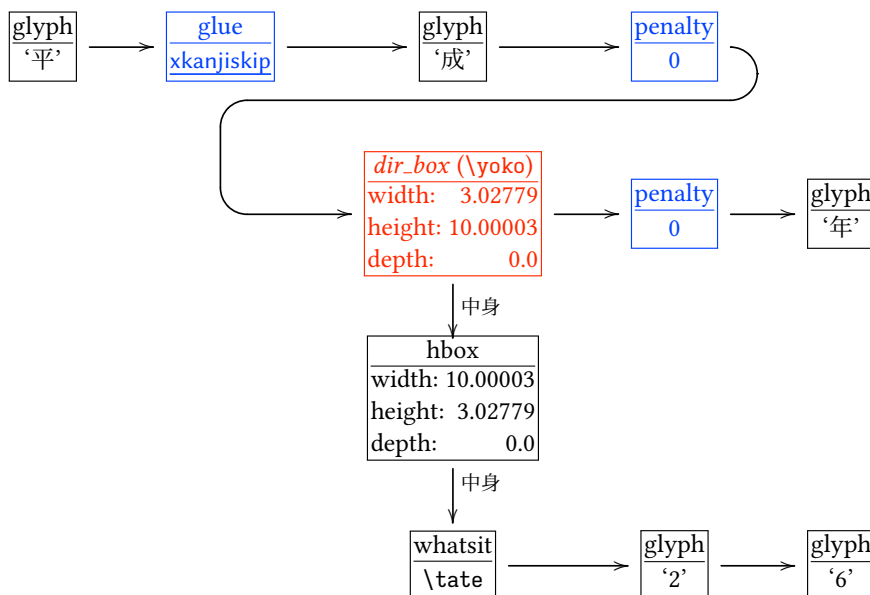 glyph
‘平’
glue
xkanjiskip
glyph
‘成’
penalty
0
dir_box (\yoko)
width: 3.02779
height: 10.00003
depth: 0.0
penalty
0
glyph
‘年’
中身
hbox
width: 10.00003
height: 3.02779
depth: 0.0
中身
whatsit
\tate
glyph
‘2’
glyph
‘6’